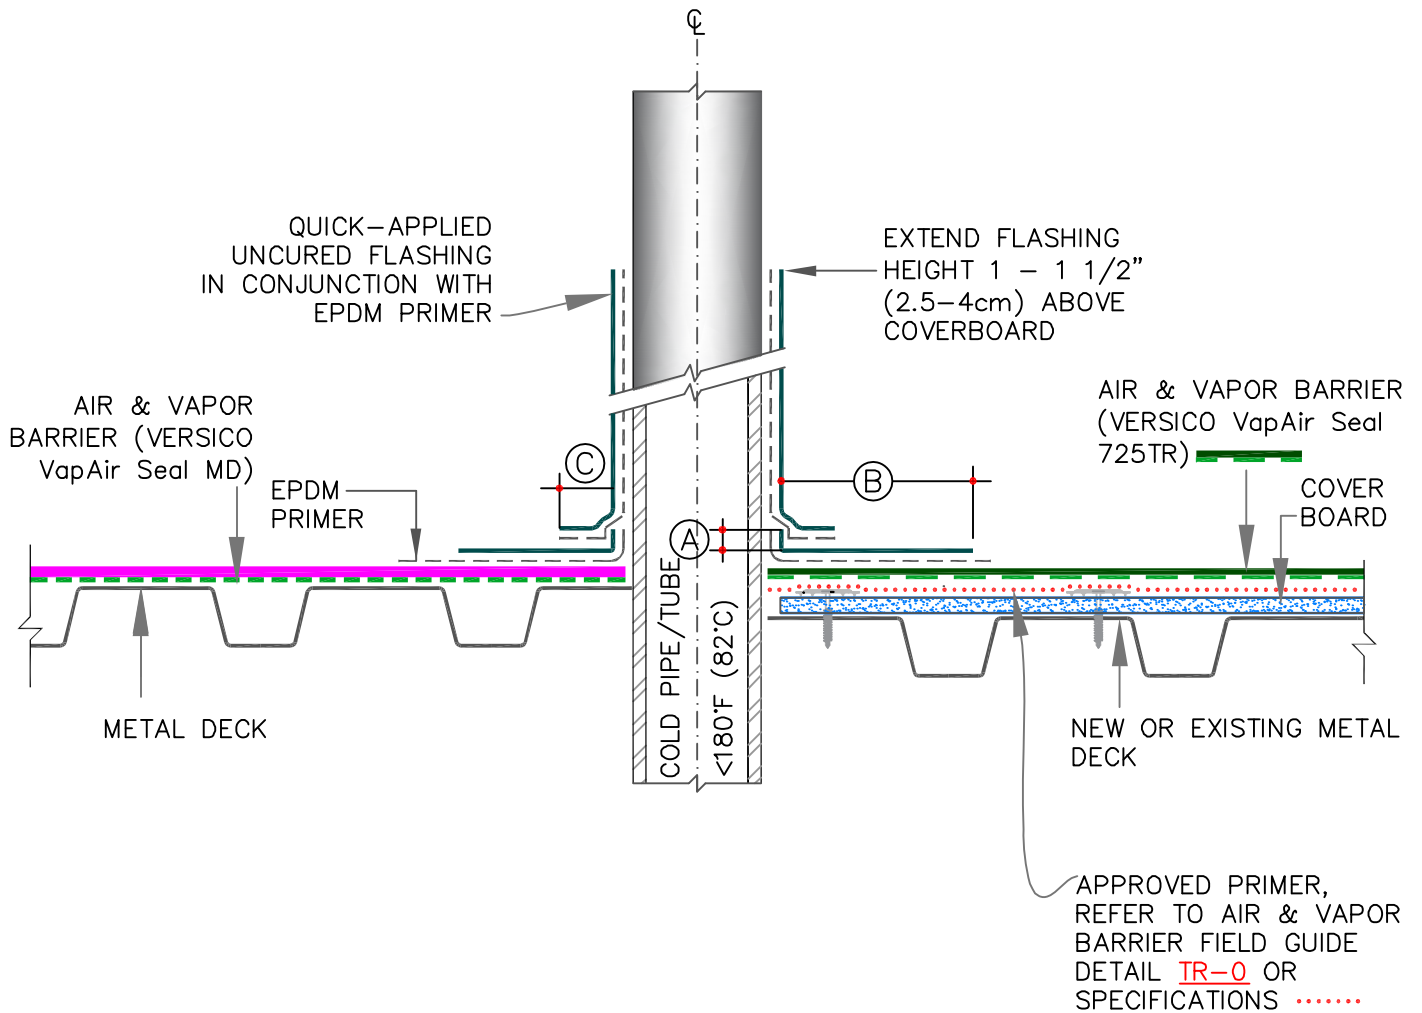 ℄
QUICK-APPLIED
UNCURED FLASHING
IN CONJUNCTION WITH
EPDM PRIMER
EXTEND FLASHING
HEIGHT 1 - 1 1/2"
(2.5-4cm) ABOVE
COVERBOARD
AIR & VAPOR
BARRIER (VERSICO
VapAir Seal MD)
EPDM
PRIMER
C
B
A
AIR & VAPOR BARRIER
(VERSICO VapAir Seal
725TR)
COVER
BOARD
COLD PIPE/TUBE
<180°F (82°C)
METAL DECK
NEW OR EXISTING METAL
DECK
APPROVED PRIMER,
REFER TO AIR & VAPOR
BARRIER FIELD GUIDE
DETAIL TR-0 OR
SPECIFICATIONS